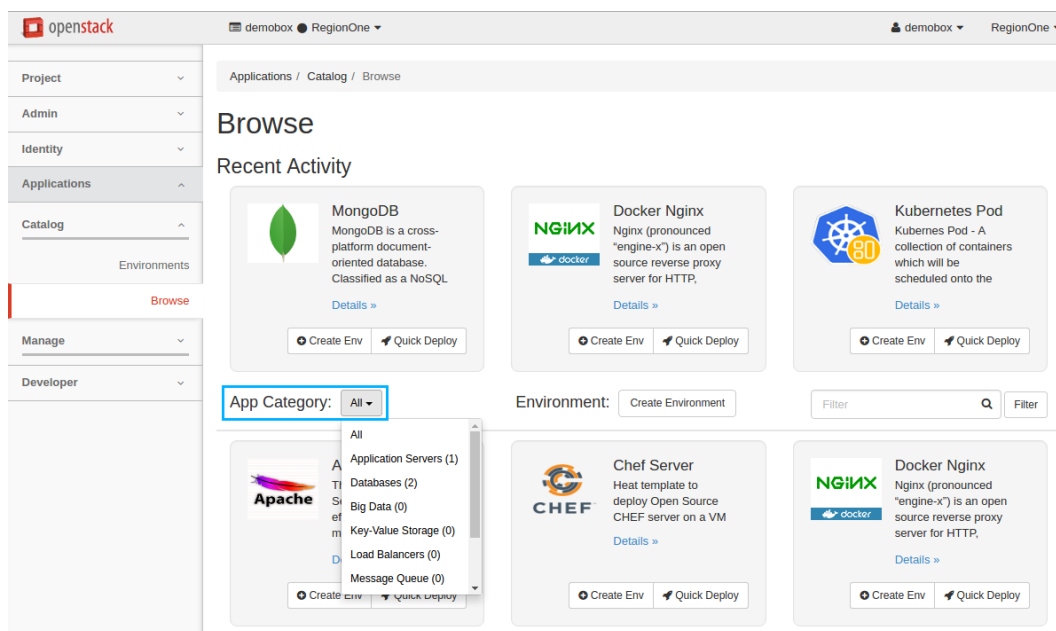 openstack
demobox RegionOne
demobox
RegionOne
Project
Admin
Identity
Applications
Catalog
Environments
Browse
Manage
Developer
Applications / Catalog / Browse
Browse
Recent Activity
MongoDB
MongoDB is a cross-
platform document-
oriented database.
Classified as a NoSQL
Details »
Create Env
Quick Deploy
NGINX
docker
Docker Nginx
Nginx (pronounced
"engine-x") is an open
source reverse proxy
server for HTTP,
Details »
Create Env
Quick Deploy
Kubernetes Pod
Kubernes Pod - A
collection of containers
which will be
scheduled onto the
Details »
Create Env
Quick Deploy
App Category: All
Environment: Create Environment
Filter
Filter
All
Application Servers (1)
Databases (2)
Big Data (0)
Key-Value Storage (0)
Load Balancers (0)
Message Queue (0)
Apache
Create Env
Quick Deploy
CHEF
Chef Server
Heat template to
deploy Open Source
CHEF server on a VM
Details »
Create Env
Quick Deploy
NGINX
docker
Docker Nginx
Nginx (pronounced
"engine-x") is an open
source reverse proxy
server for HTTP,
Details »
Create Env
Quick Deploy